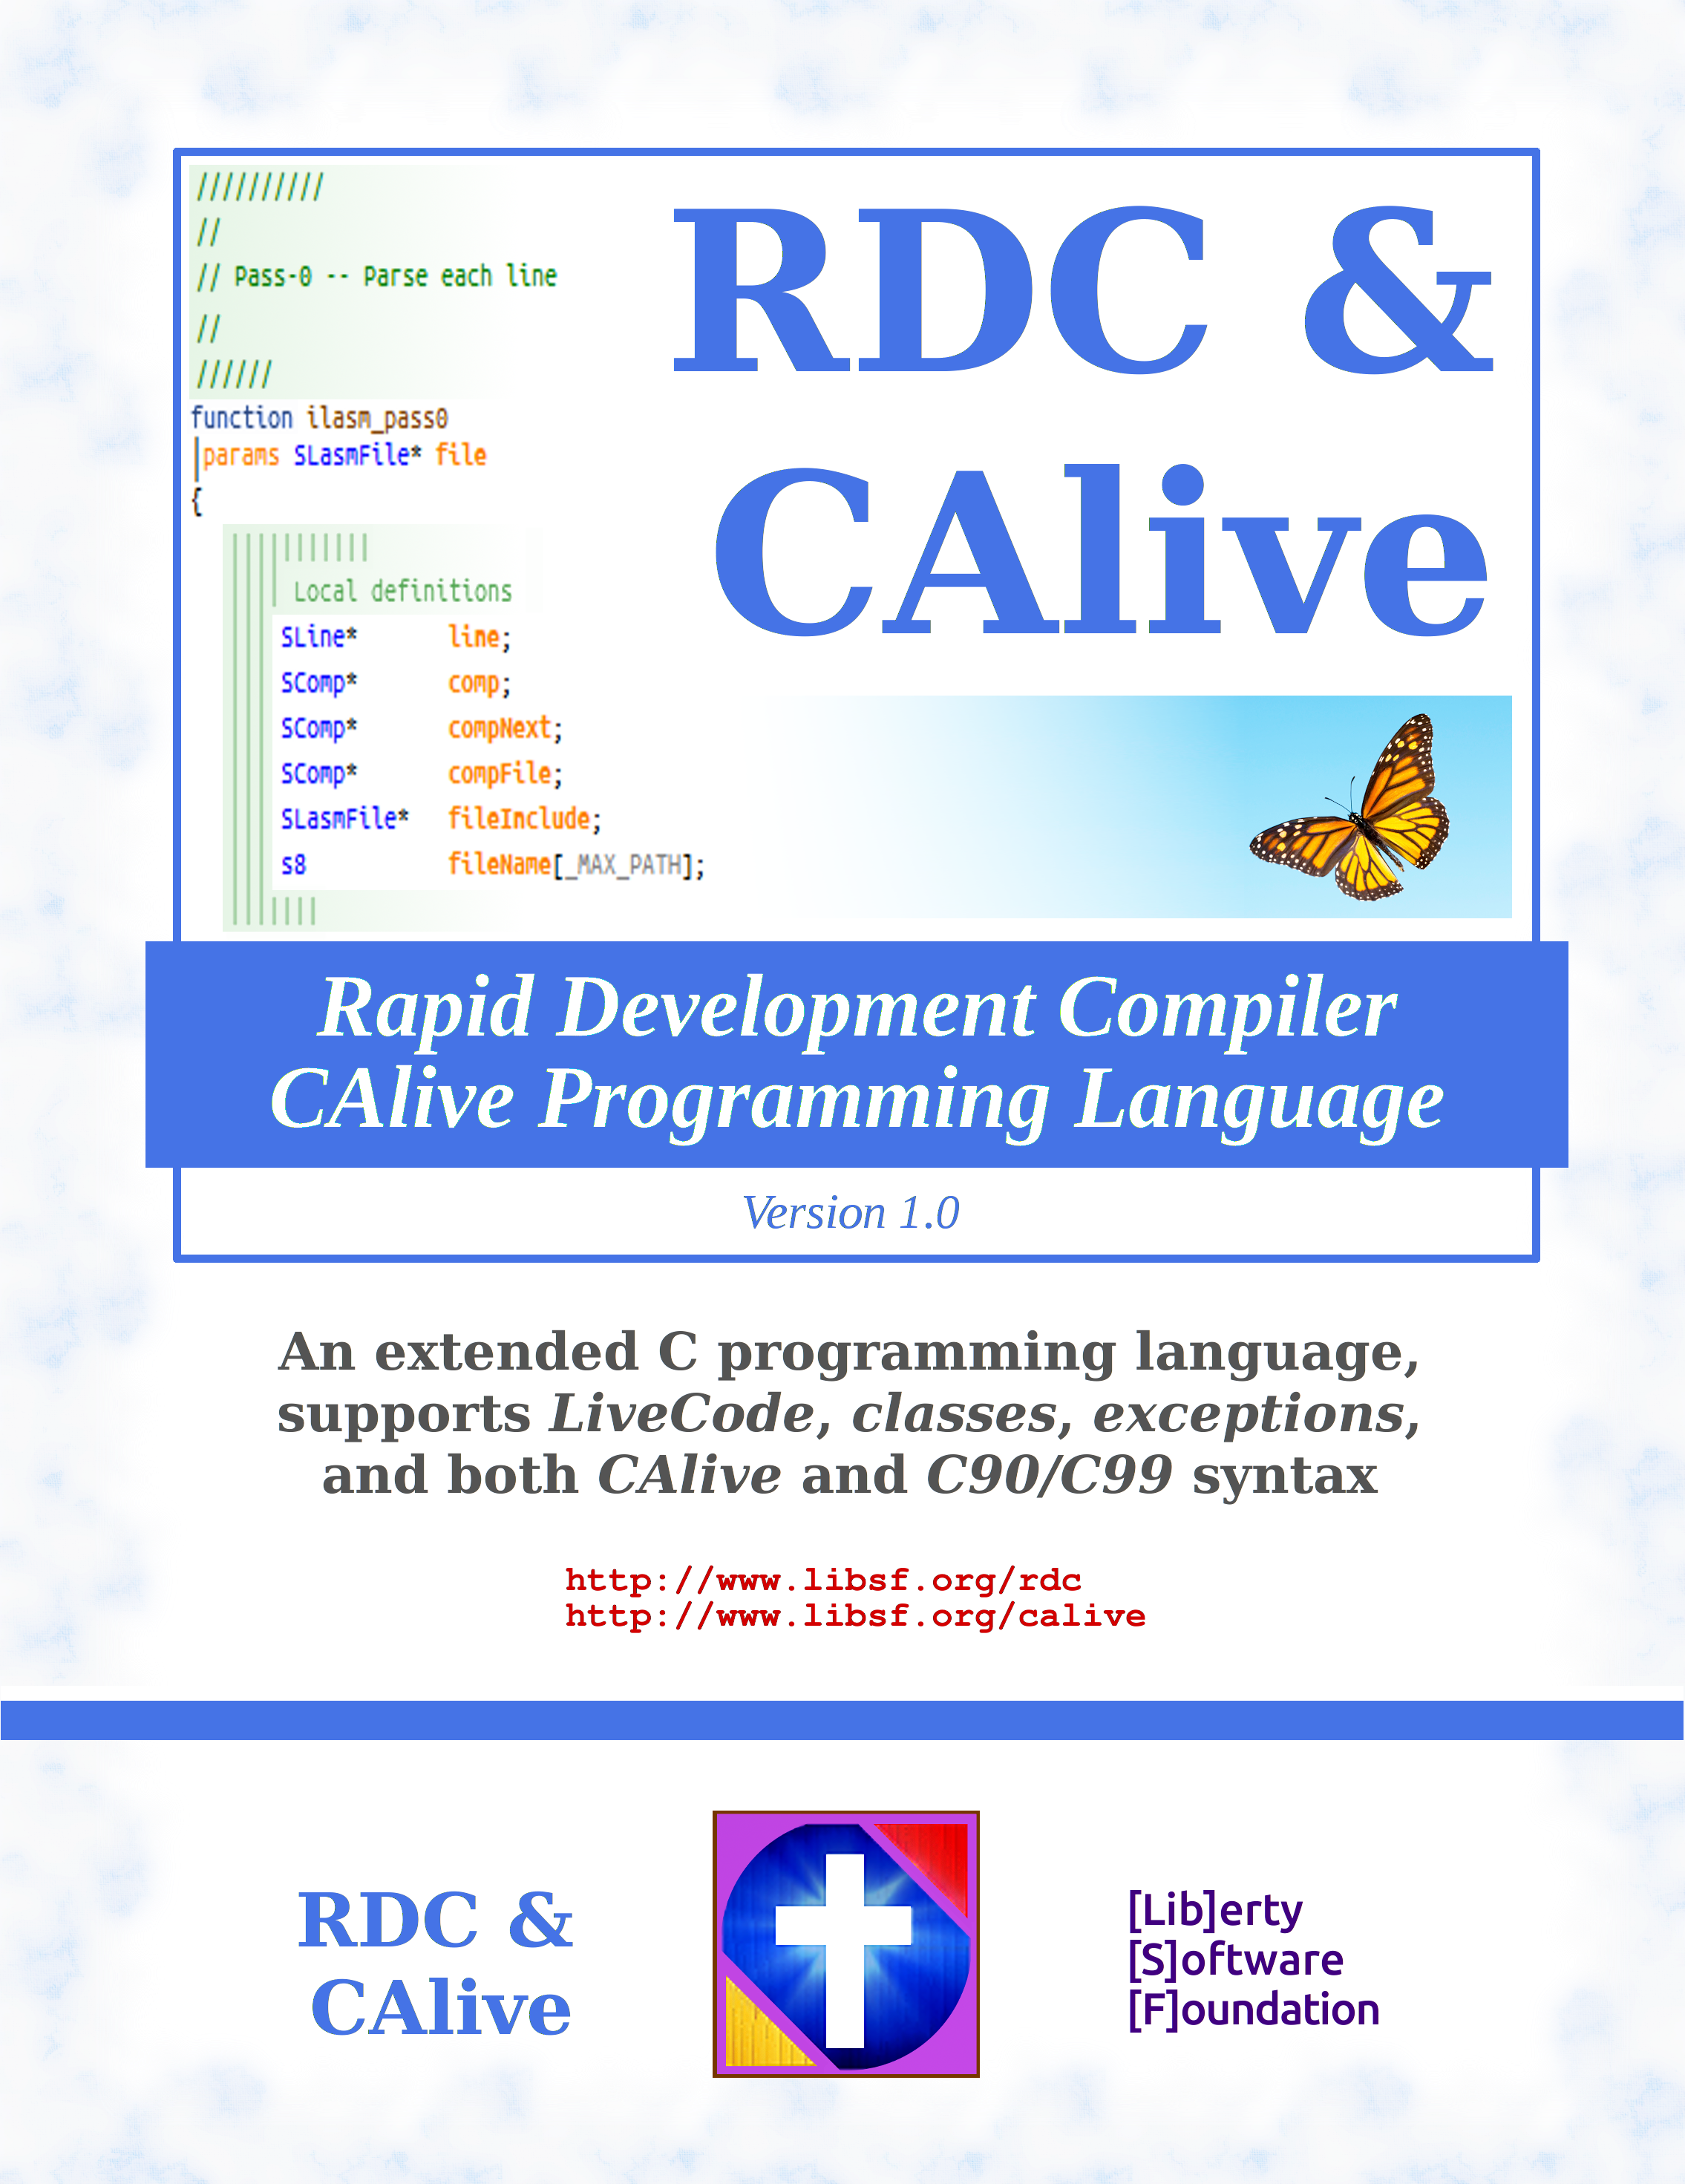 //////////
//
// Pass-0 -- Parse each line
//
//////
function ilasm_pass0
|params SLasmFile* file
{
|||||||||||
Local definitions
SLine* line;
SComp* comp;
SComp* compNext;
SComp* compFile;
SLasmFile* fileInclude;
s8 fileName[_MAX_PATH];
|||||||
RDC &
CAlive
Rapid Development Compiler
CAlive Programming Language
Version 1.0
An extended C programming language,
supports LiveCode, classes, exceptions,
and both CAlive and C90/C99 syntax
http://www.libsf.org/rdc
http://www.libsf.org/calive
RDC &
CAlive
[Lib]erty
[S]oftware
[F]oundation